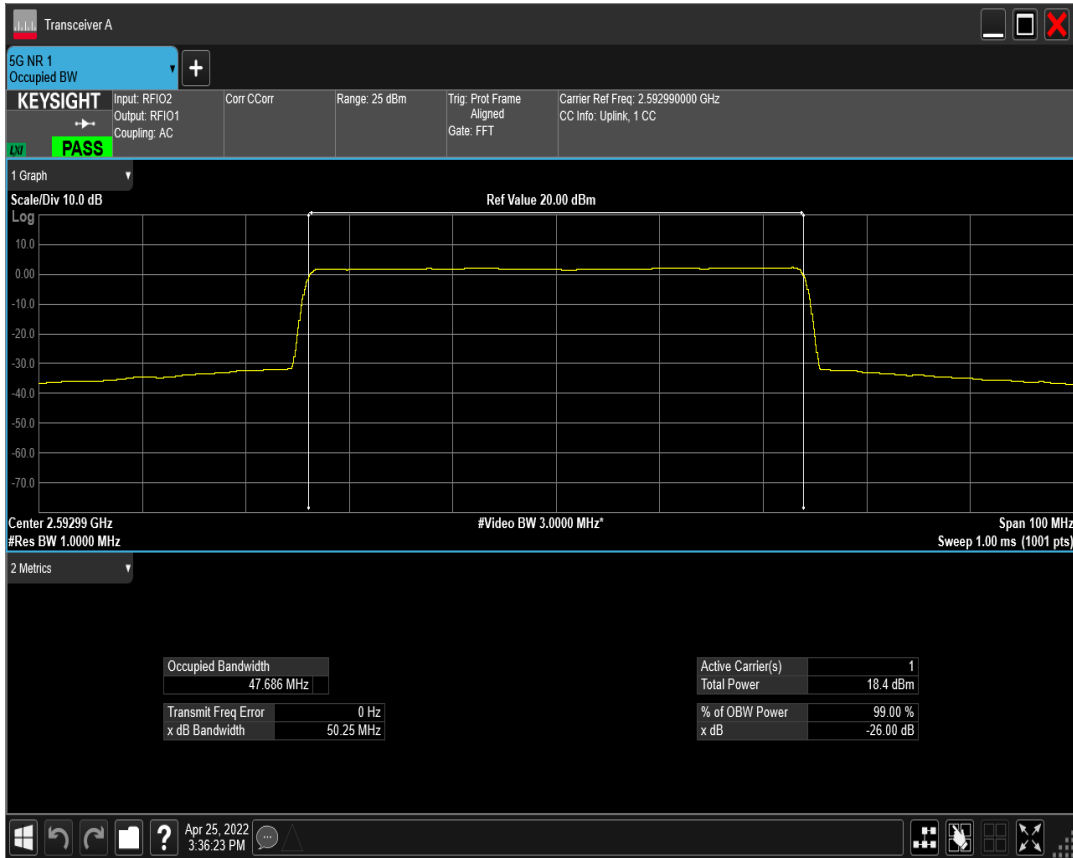 Transceiver A
5G NR 1
Occupied BW
+
KEYSIGHT
Input: RFIO2
Output: RFIO1
Coupling: AC
Corr CCorr
Range: 25 dBm
Trig: Prot Frame
Aligned
Gate: FFT
Carrier Ref Freq: 2.592990000 GHz
CC Info: Uplink, 1 CC
LXI
PASS
1 Graph
Scale/Div 10.0 dB
Ref Value 20.00 dBm
Log
10.0
0.00
-10.0
-20.0
-30.0
-40.0
-50.0
-60.0
-70.0
Center 2.59299 GHz
#Video BW 3.0000 MHz*
Span 100 MHz
#Res BW 1.0000 MHz
Sweep 1.00 ms (1001 pts)
2 Metrics
Occupied Bandwidth
47.686 MHz
Transmit Freq Error 0 Hz
x dB Bandwidth 50.25 MHz
Active Carrier(s) 1
Total Power 18.4 dBm
% of OBW Power 99.00 %
x dB -26.00 dB
?
Apr 25, 2022
3:36:23 PM